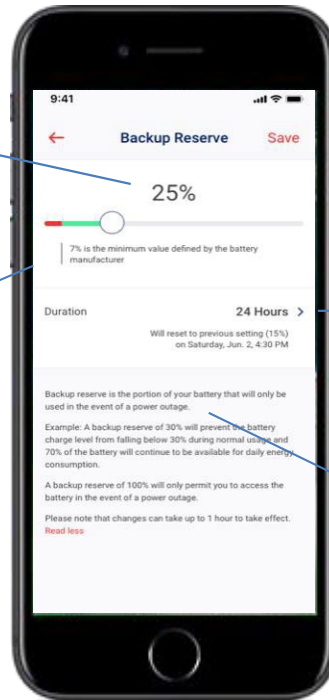 9:41
Backup Reserve Save
25%
7% is the minimum value defined by the battery
manufacturer
Duration 24 Hours
Will reset to previous setting (15%)
on Saturday, Jun. 2, 4:30 PM
Backup reserve is the portion of your battery that will only be
used in the event of a power outage.
Example: A backup reserve of 30% will prevent the battery
charge level from falling below 30% during normal usage and
70% of the battery will continue to be available for daily energy
consumption.
A backup reserve of 100% will only permit you to access the
battery in the event of a power outage.
Please note that changes can take up to 1 hour to take effect.
Read less